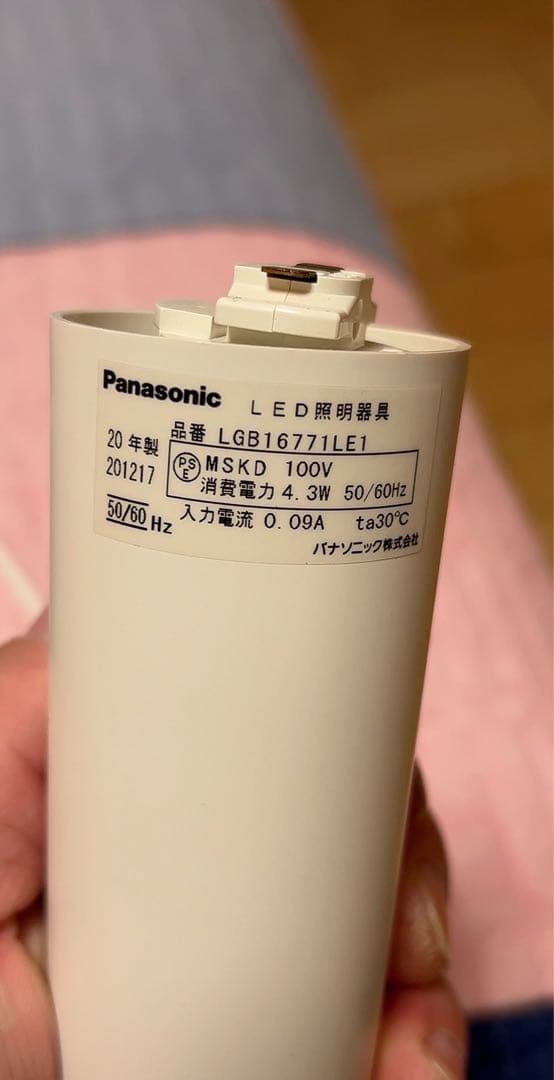 Panasonic LED照明器具
20年製 品番 LGB16771LE1
201217 PSE MSKD 100V
消費電力 4.3W 50/60Hz
50/60 Hz 入力電流 0.09A ta30℃
パナソニック株式会社